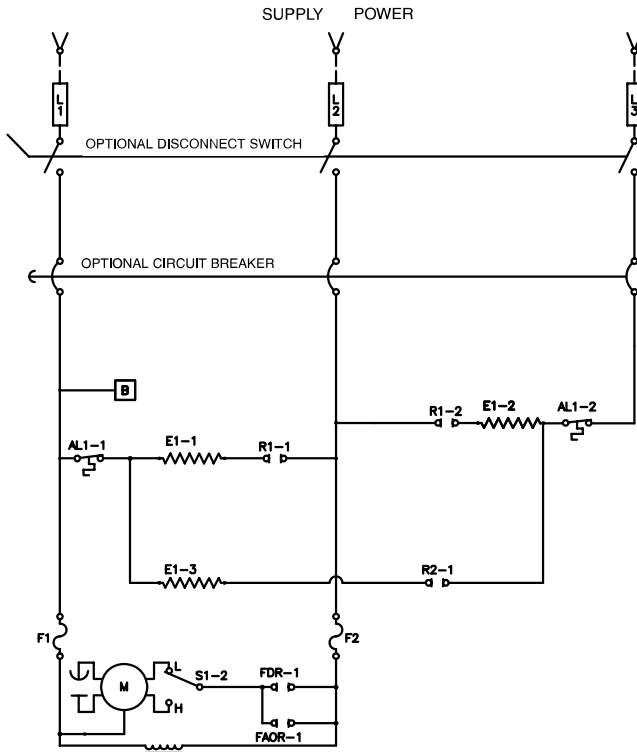 SUPPLY POWER
L1
L2
L3
OPTIONAL DISCONNECT SWITCH
OPTIONAL CIRCUIT BREAKER
B
R1-2
E1-2
AL1-2
AL1-1
E1-1
R1-1
E1-3
R2-1
F1
F2
M
L
S1-2
H
FDR-1
FAOR-1